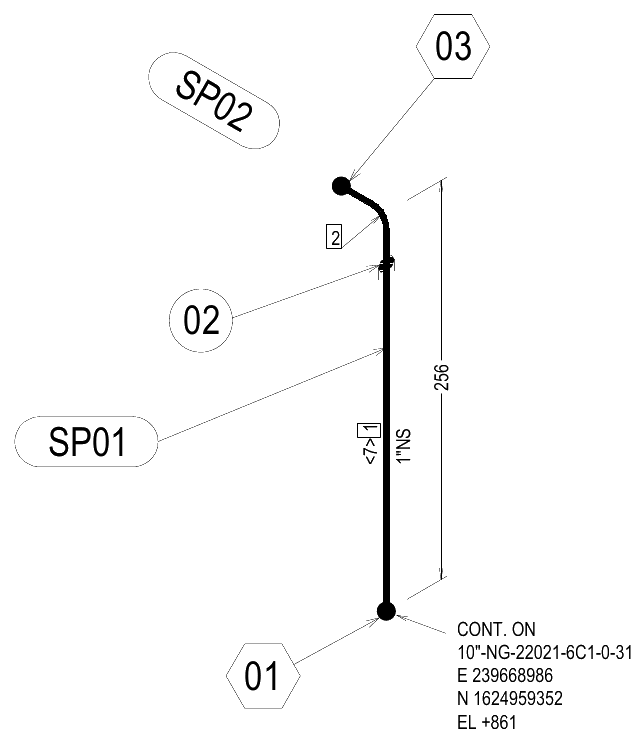 03
SP02
2
02
256
SP01
<7> 1
1"NS
CONT. ON
10"-NG-22021-6C1-0-31
E 239668986
N 1624959352
EL +861
01